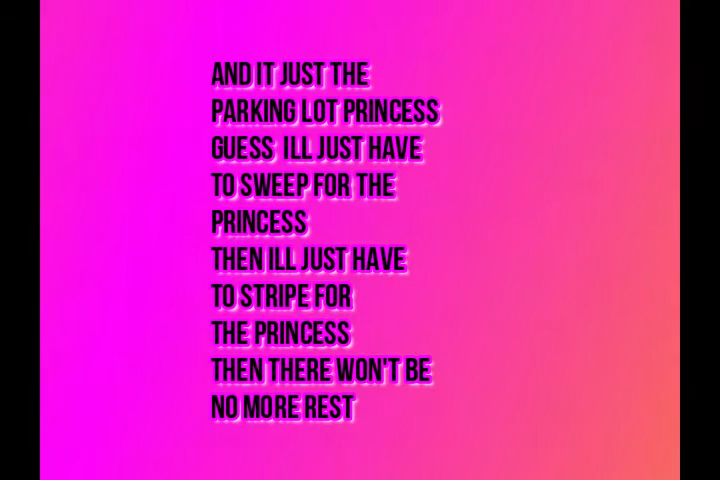 AND IT JUST THE
PARKING LOT PRINCESS
GUESS ILL JUST HAVE
TO SWEEP FOR THE
PRINCESS
THEN ILL JUST HAVE
TO STRIPE FOR
THE PRINCESS
THEN THERE WON'T BE
NO MORE REST